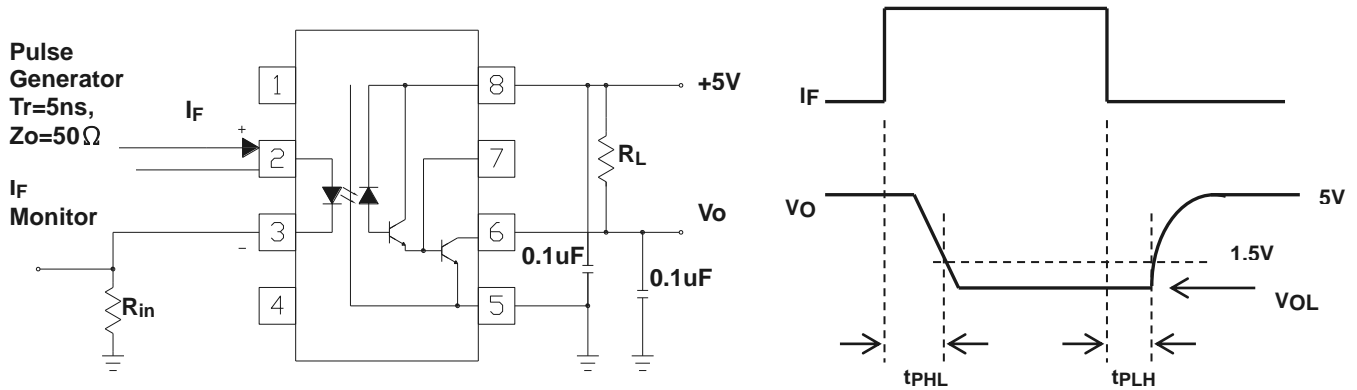 Pulse
Generator
Tr=5ns,
Zo=50Ω
IF
+
IF
Monitor
-
Rin
1
2
3
4
8
7
6
5
+5V
RL
Vo
0.1uF
0.1uF
IF
VO
5V
1.5V
VOL
tPHL
tPLH